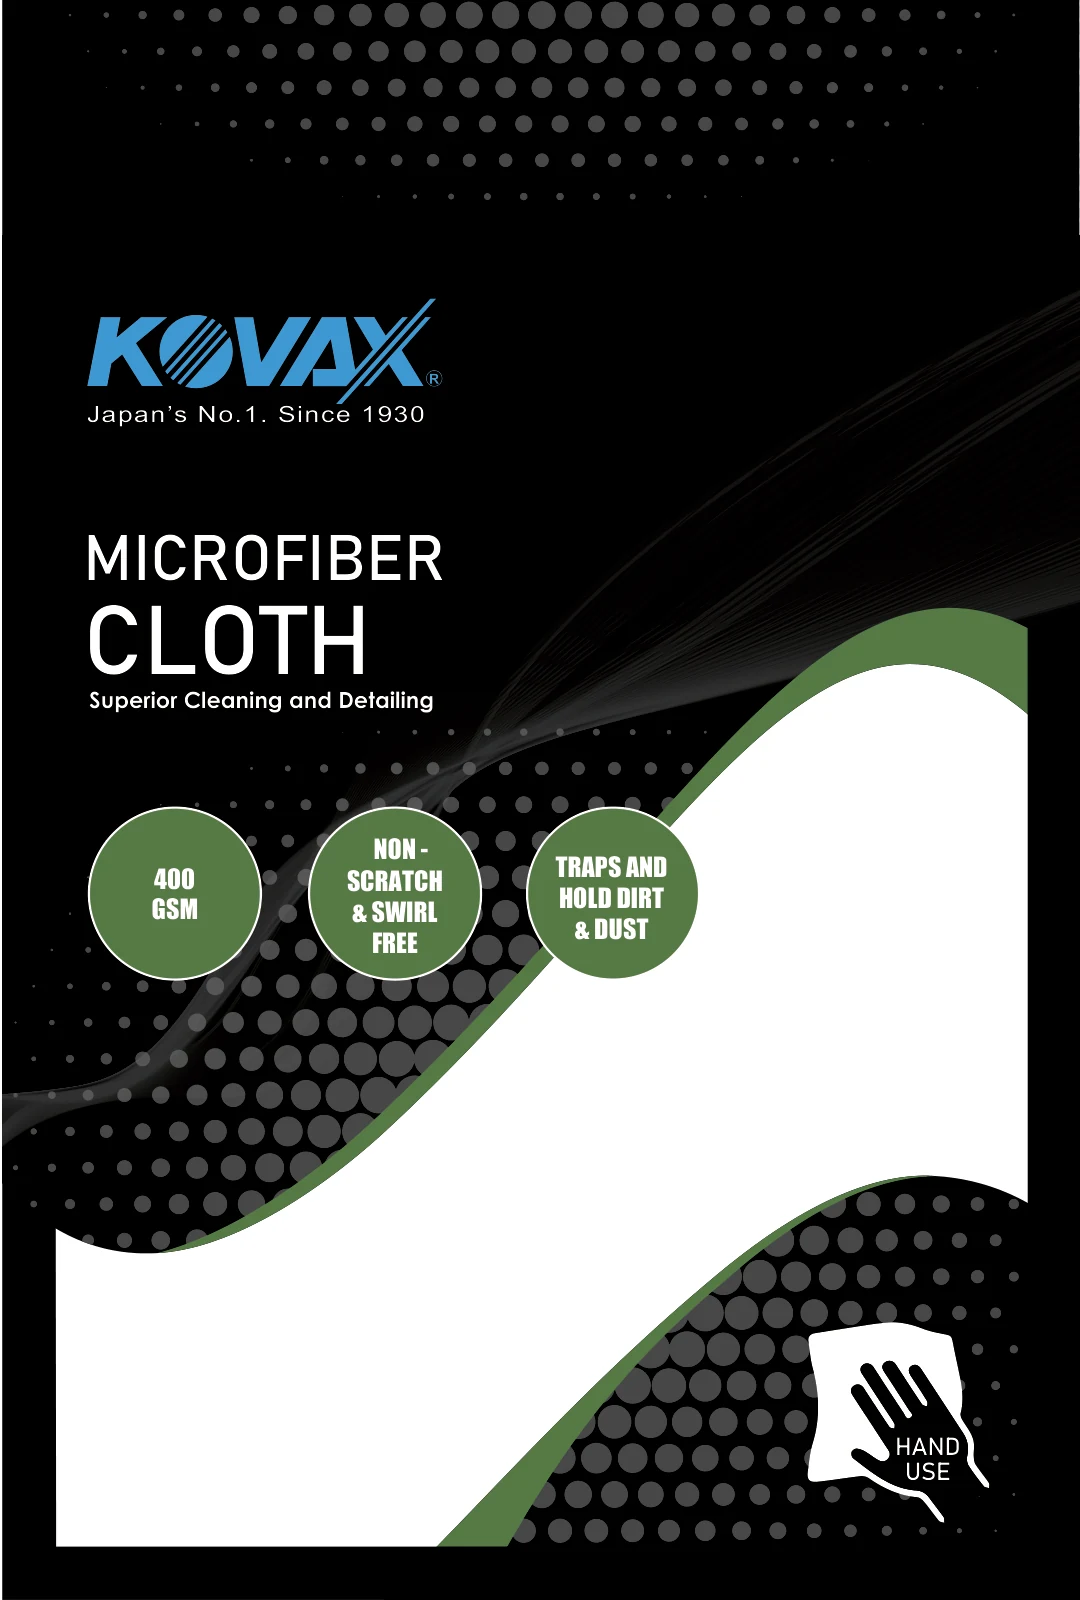 KOVAX®
Japan's No.1. Since 1930
MICROFIBER
CLOTH
Superior Cleaning and Detailing
400
GSM
NON -
SCRATCH
& SWIRL
FREE
TRAPS AND
HOLD DIRT
& DUST
HAND
USE